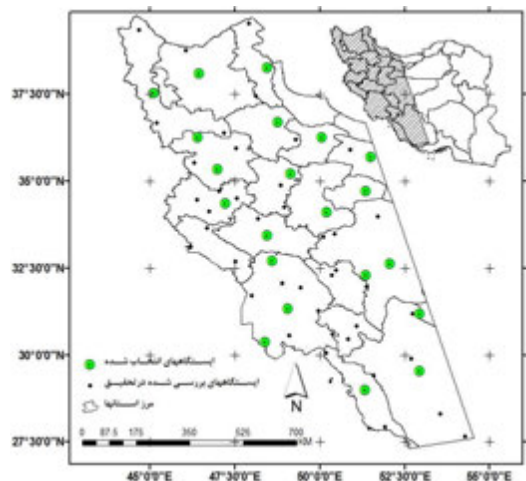 37°30'0"N
35°0'0"N
32°30'0"N
30°0'0"N
27°30'0"N
ایستگاههای انتخاب شده
ایستگاههای بررسی شده در تحقیق
مرز استانها
N
0 87.5 175 350 525 700
KM
45°0'0"E 47°30'0"E 50°0'0"E 52°30'0"E 55°0'0"E